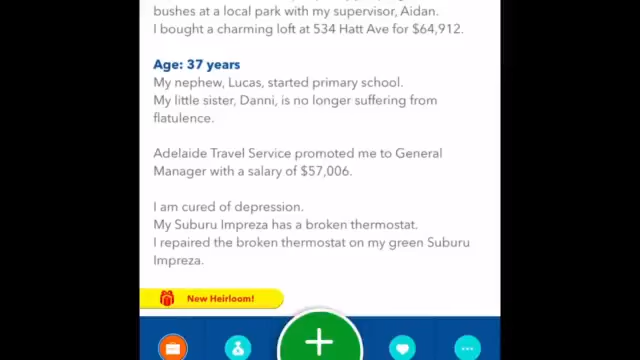 bushes at a local park with my supervisor, Aidan.
I bought a charming loft at 534 Hatt Ave for $64,912.
Age: 37 years
My nephew, Lucas, started primary school.
My little sister, Danni, is no longer suffering from
flatulence.
Adelaide Travel Service promoted me to General
Manager with a salary of $57,006.
I am cured of depression.
My Suburu Impreza has a broken thermostat.
I repaired the broken thermostat on my green Suburu
Impreza.
New Heirloom!